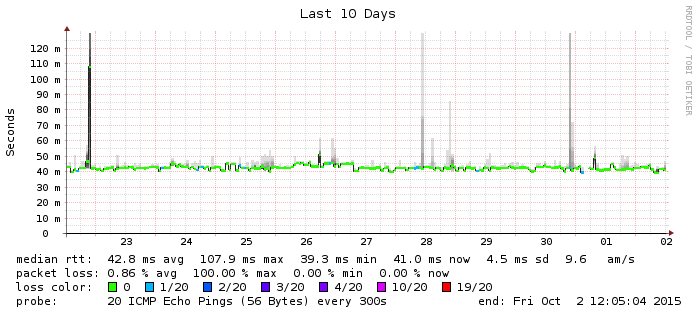 Last 10 Days
RRDTOOL / TOBI OETIKER
Seconds
120 m
110 m
100 m
90 m
80 m
70 m
60 m
50 m
40 m
30 m
20 m
10 m
0
23 24 25 26 27 28 29 30 01 02
median rtt: 42.8 ms avg 107.9 ms max 39.3 ms min 41.0 ms now 4.5 ms sd 9.6 am/s
packet loss: 0.86 % avg 100.00 % max 0.00 % min 0.00 % now
loss color: 0 1/20 2/20 3/20 4/20 10/20 19/20
probe: 20 ICMP Echo Pings (56 Bytes) every 300s end: Fri Oct 2 12:05:04 2015